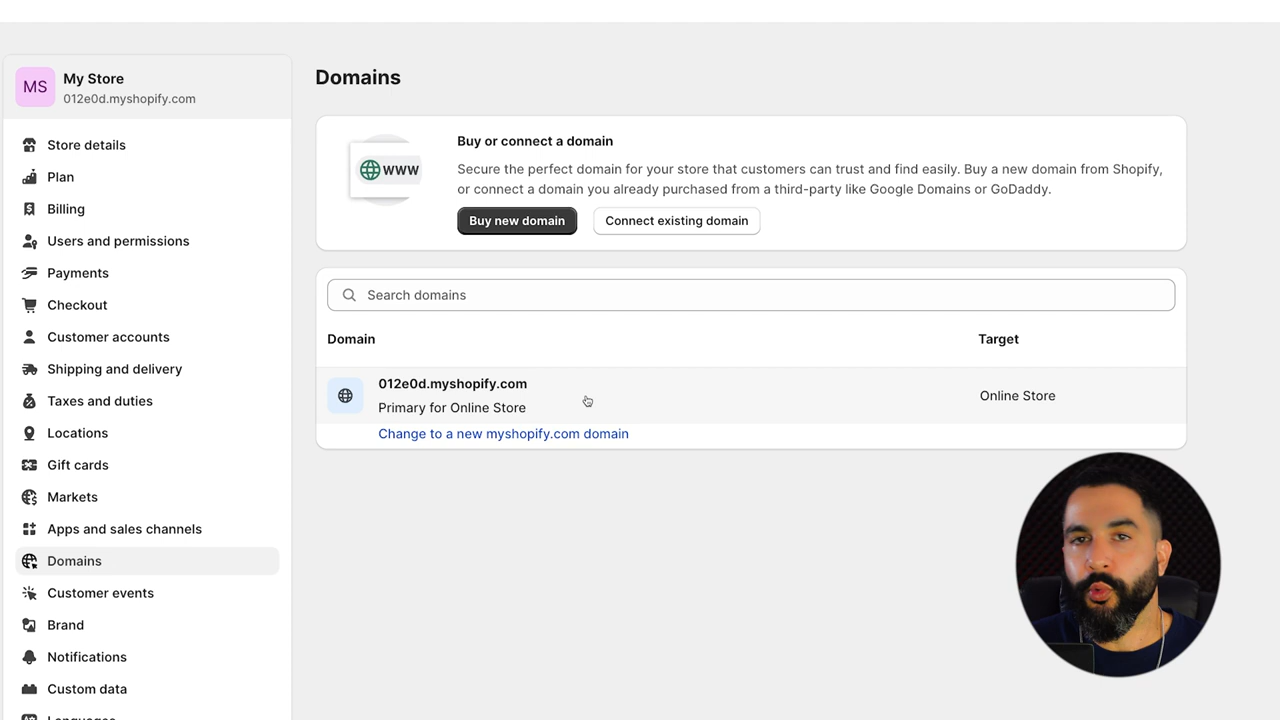 MS
My Store
012e0d.myshopify.com
Store details
Plan
Billing
Users and permissions
Payments
Checkout
Customer accounts
Shipping and delivery
Taxes and duties
Locations
Gift cards
Markets
Apps and sales channels
Domains
Customer events
Brand
Notifications
Custom data
Languages
Domains
WWW
Buy or connect a domain
Secure the perfect domain for your store that customers can trust and find easily. Buy a new domain from Shopify,
or connect a domain you already purchased from a third-party like Google Domains or GoDaddy.
Buy new domain
Connect existing domain
Search domains
Domain
Target
012e0d.myshopify.com
Primary for Online Store
Online Store
Change to a new myshopify.com domain